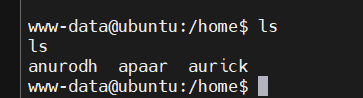 www-data@ubuntu:/home$ ls
ls
anurodh  apaar  aurick
www-data@ubuntu:/home$